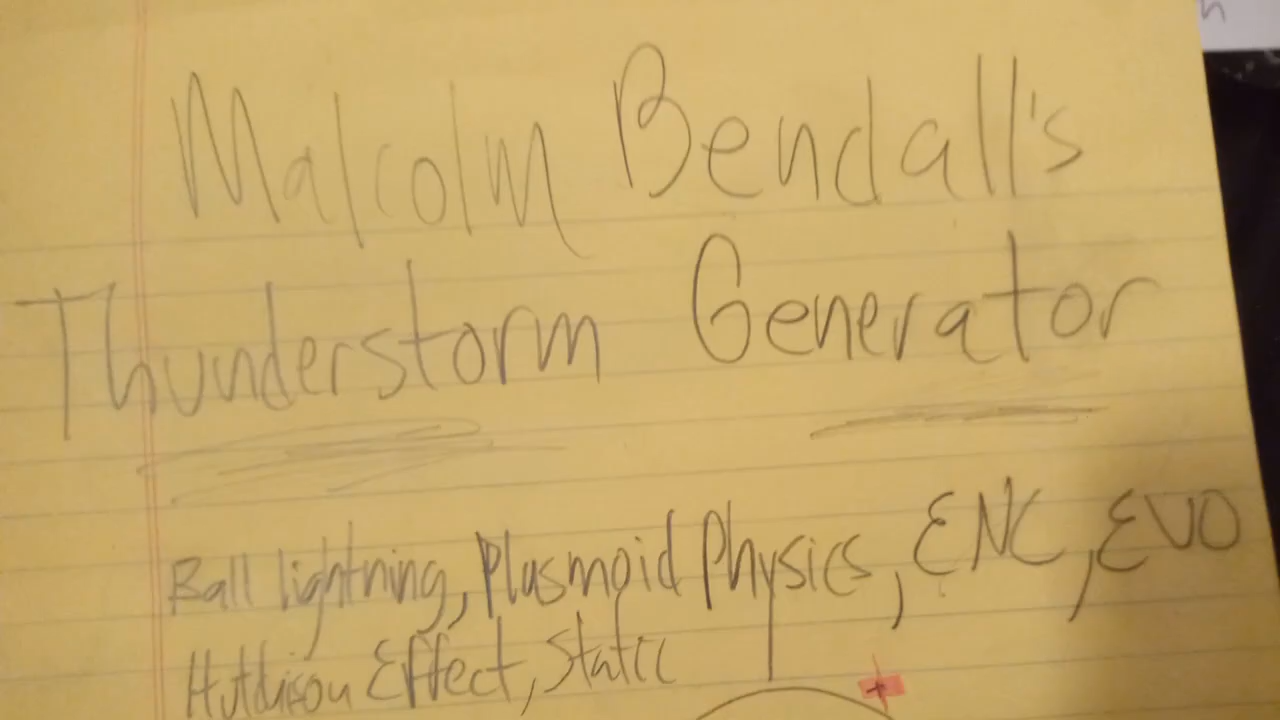 Malcolm Bendall's
Thunderstorm Generator
Ball lightning, Plasmoid Physics, ENC, EVO
Hutchison Effect, Static
+
h